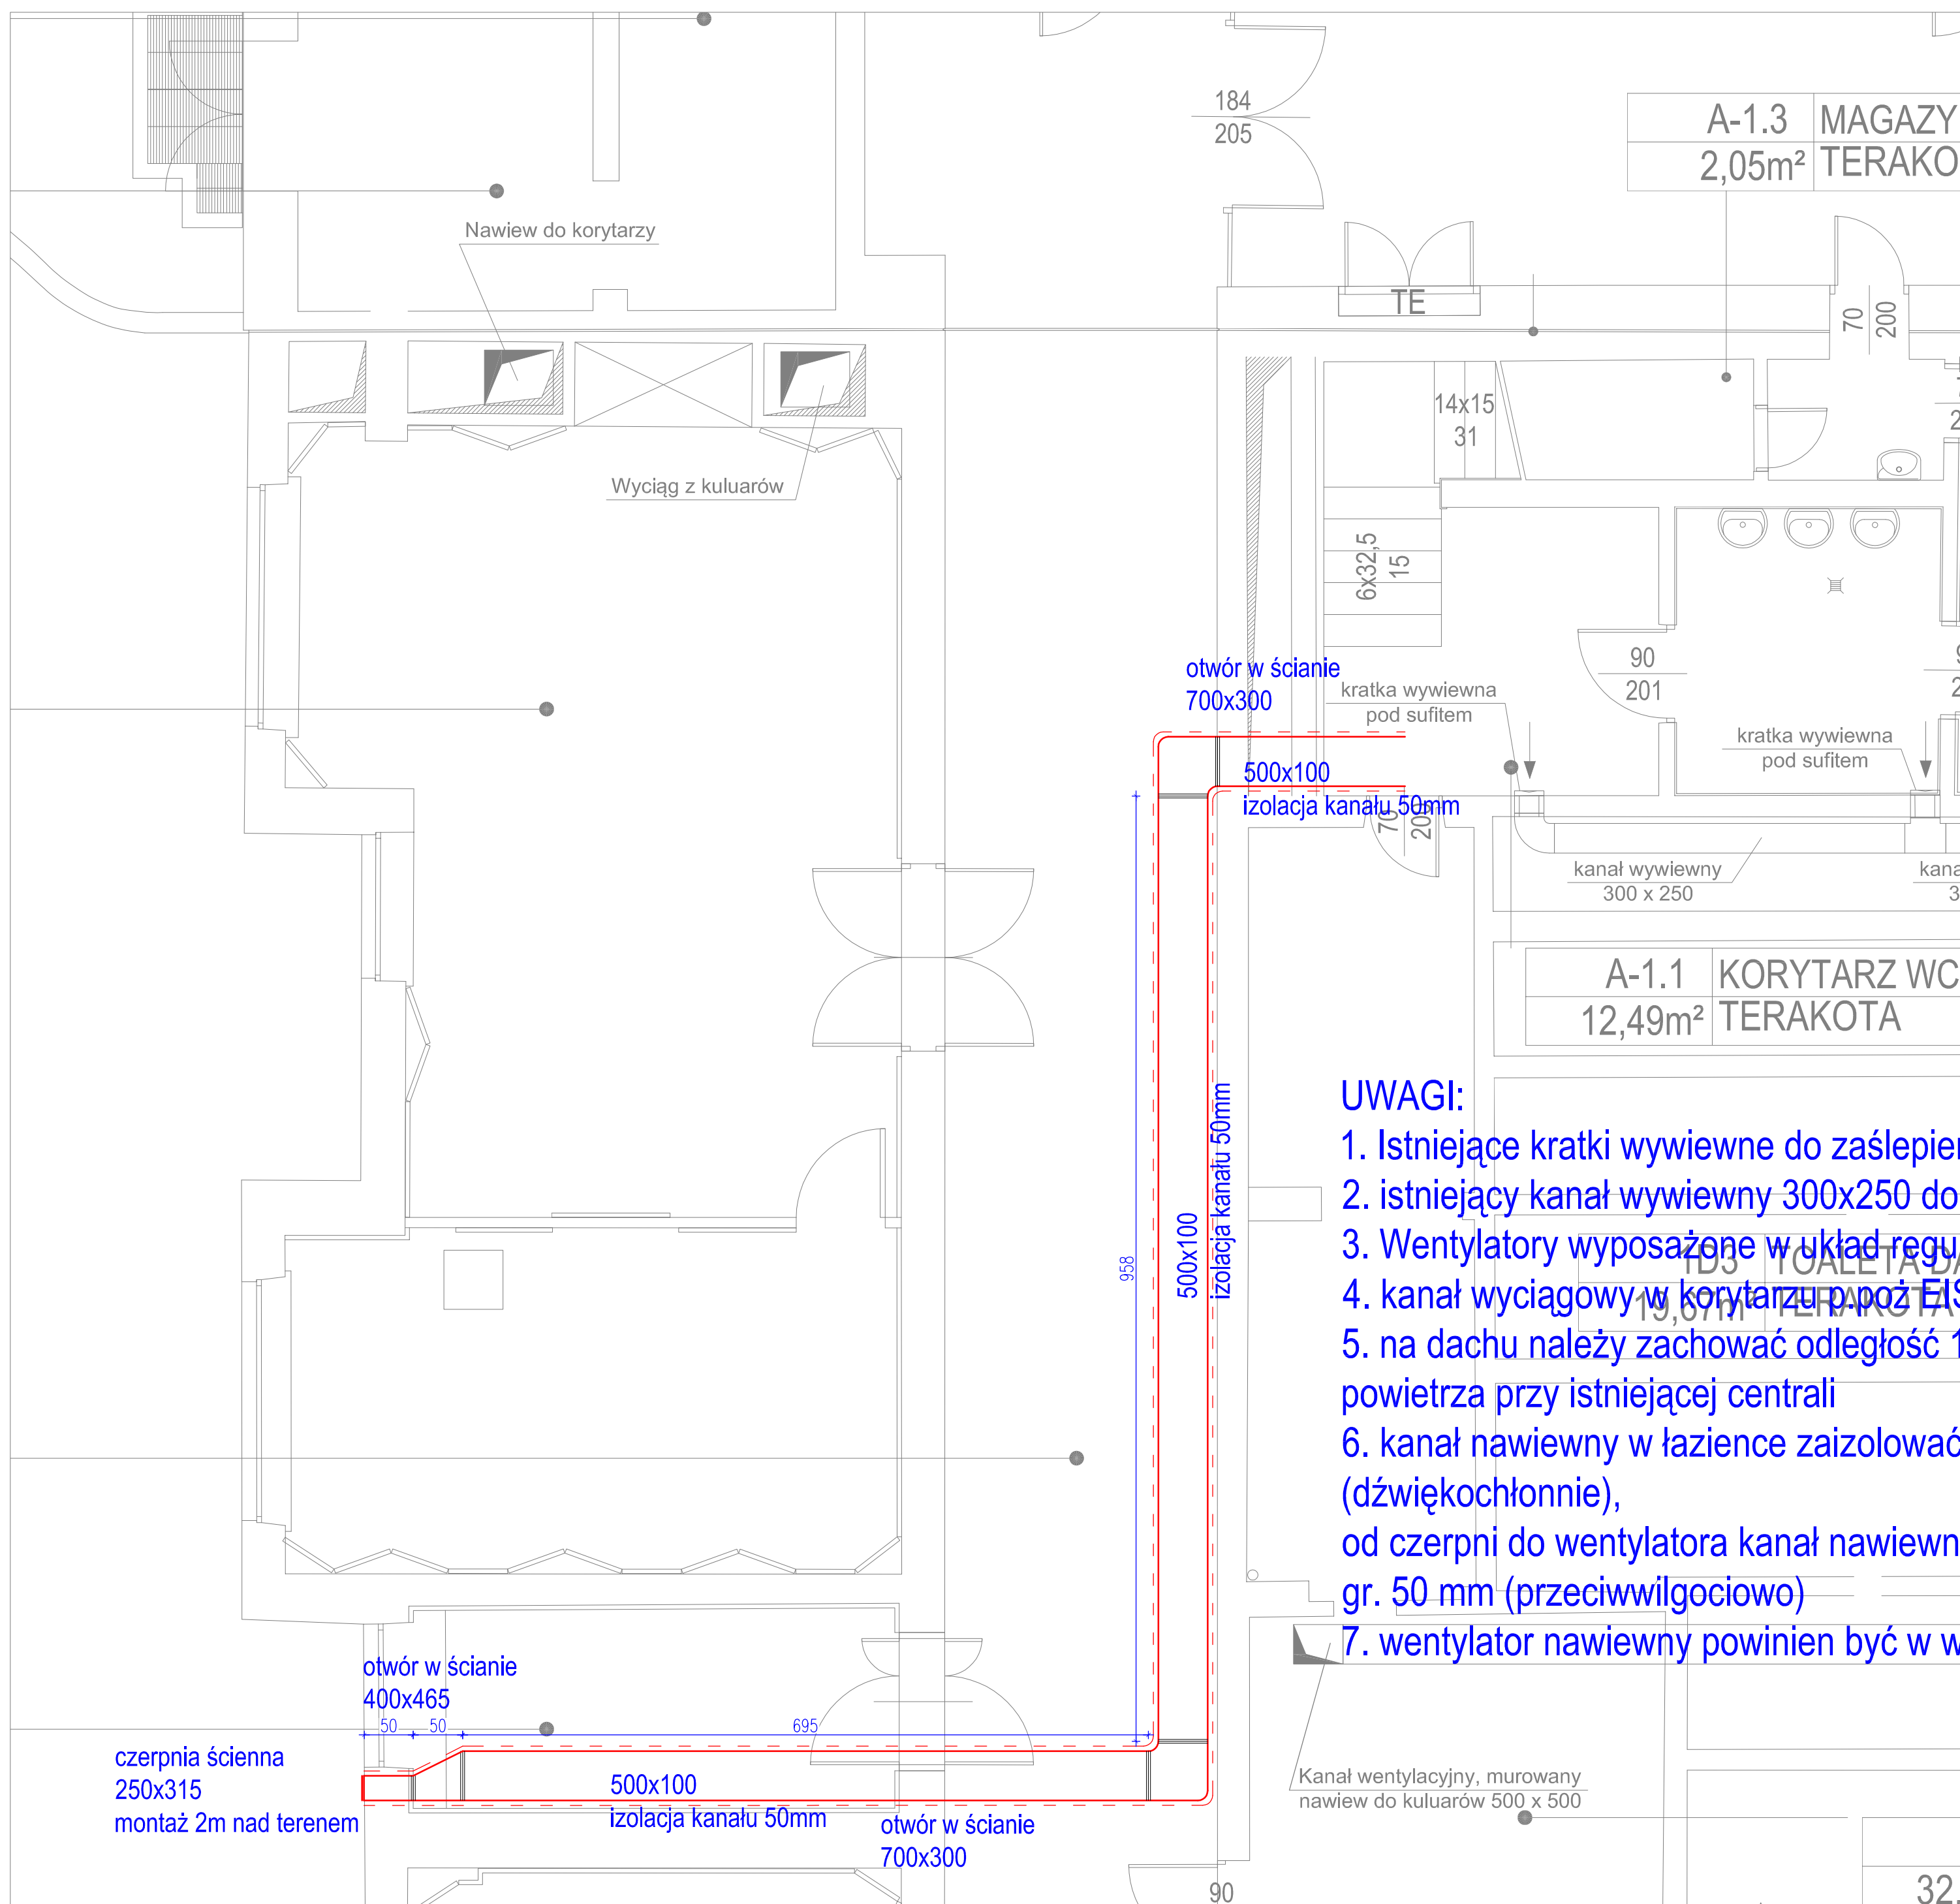 184
205
A-1.3 MAGAZY
2,05m² TERAKO
Nawiew do korytarzy
TE
70
200
14x15
31
Wyciąg z kuluarów
6x32,5
15
90
201
otwór w ścianie
700x300
kratka wywiewna
pod sufitem
kratka wywiewna
pod sufitem
500x100
izolacja kanału 50mm
70
kanał wywiewny
300 x 250
A-1.1 KORYTARZ WC
12,49m² TERAKOTA
958
500x100
izolacja kanału 50mm
UWAGI:
1. Istniejące kratki wywiewne do
2. istniejący kanał wywiewny 300x250 do
3. Wentylatory wyposażone w układ
1D3 TOALETA
4. kanał wyciągowy w korytarzu p.poż
19,67m² TERAKOTA
5. na dachu należy zachować odległość
powietrza przy istniejącej centrali
6. kanał nawiewny w łazience zaizolować
(dźwiękochłonnie),
od czerpni do wentylatora kanał
gr. 50 mm (przeciwwilgociowo)
7. wentylator nawiewny powinien być w
otwór w ścianie
400x465
50 50 695
czerpnia ścienna
250x315
montaż 2m nad terenem
500x100
izolacja kanału 50mm
otwór w ścianie
700x300
Kanał wentylacyjny, murowany
nawiew do kuluarów 500 x 500
90
32,